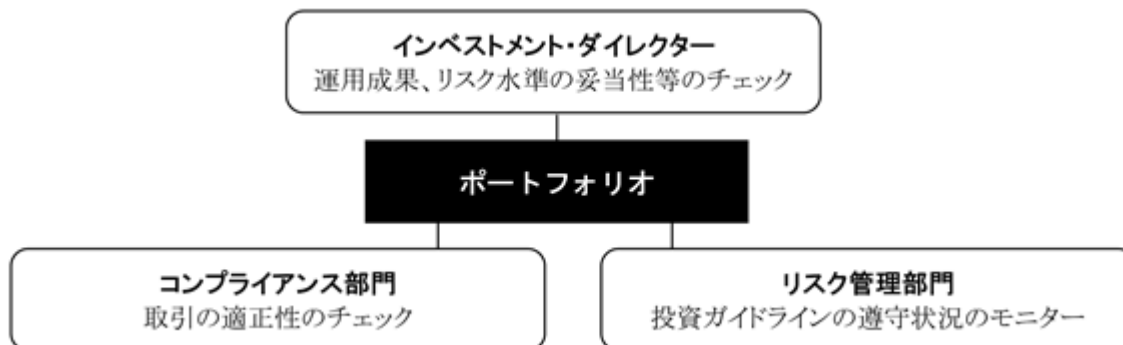 インベストメント・ダイレクター
運用成果、リスク水準の妥当性等のチェック
ポートフォリオ
コンプライアンス部門
取引の適正性のチェック
リスク管理部門
投資ガイドラインの遵守状況のモニター